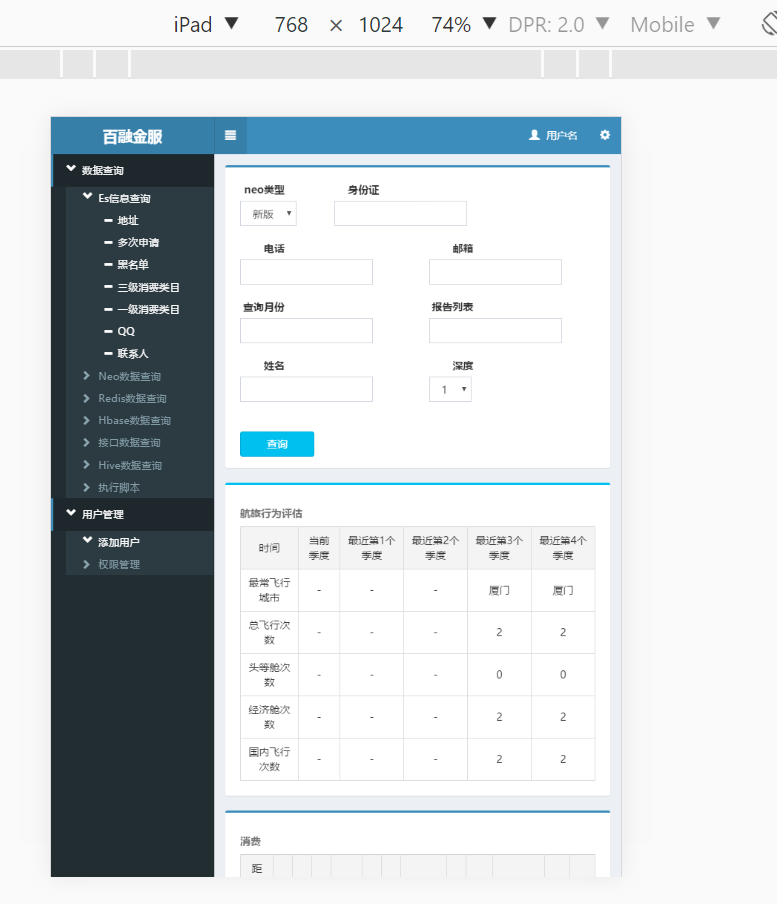 iPad ▼ 768 × 1024 74% ▼ DPR: 2.0 ▼ Mobile ▼
百融金服 用户名
数据查询
Es信息查询
地址
多次申请
黑名单
三级消费类目
一级消费类目
QQ
联系人
Neo数据查询
Redis数据查询
Hbase数据查询
接口数据查询
Hive数据查询
执行脚本
用户管理
添加用户
权限管理
neo类型 身份证
新版
电话 邮箱
查询月份 报告列表
姓名 深度
1
查询
航旅行为评估
时间 当前季度 最近第1个季度 最近第2个季度 最近第3个季度 最近第4个季度
最常飞行城市 - - - 厦门 厦门
总飞行次数 - - - 2 2
头等舱次数 - - - 0 0
经济舱次数 - - - 2 2
国内飞行次数 - - - 2 2
消费
距